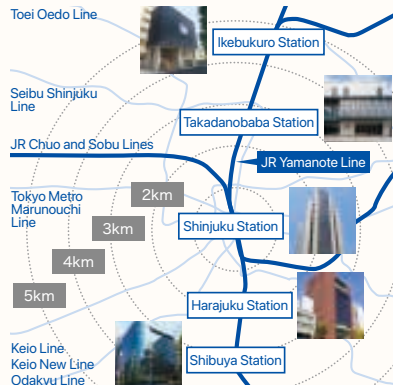 Toei Oedo Line
Ikebukuro Station
Seibu Shinjuku
Line
Takadanobaba Station
JR Chuo and Sobu Lines
JR Yamanote Line
Tokyo Metro
Marunouchi
Line
2km
3km
Shinjuku Station
4km
5km
Harajuku Station
Keio Line
Keio New Line
Odakyu Line
Shibuya Station